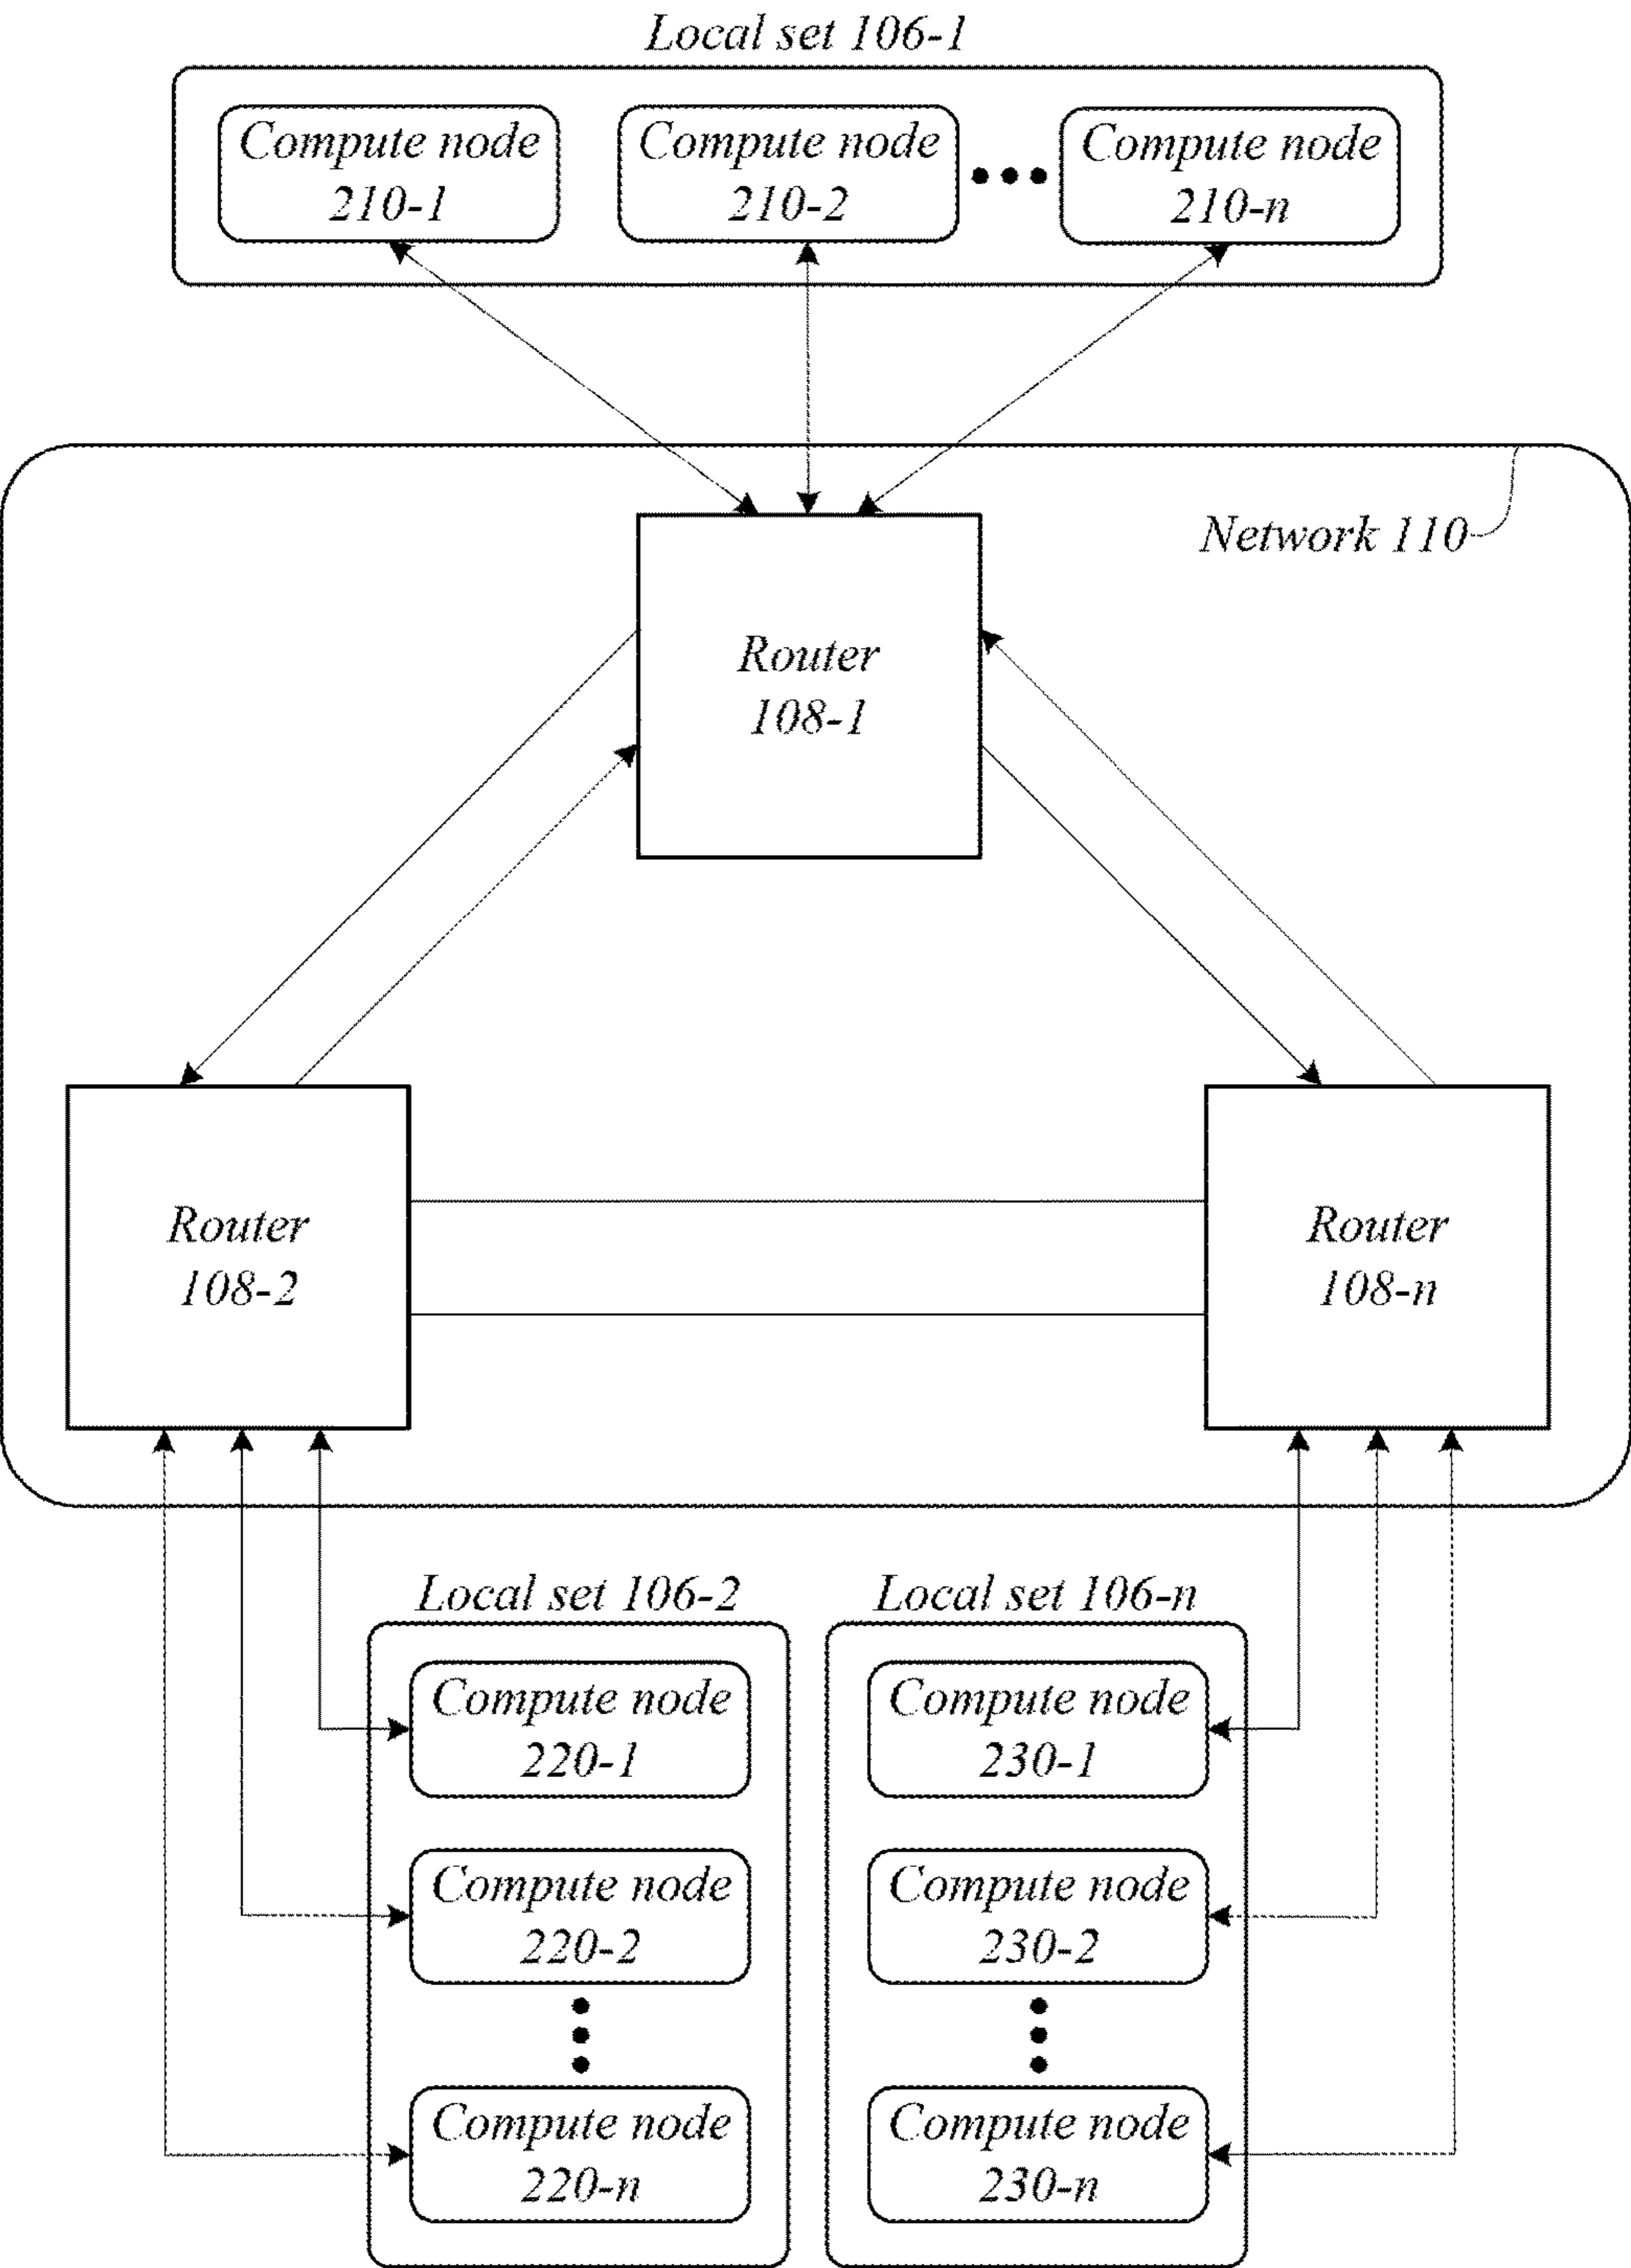 Local set 106-1
Compute node
210-1
Compute node
210-2
Compute node
210-n
Network 110
Router
108-1
Router
108-2
Router
108-n
Local set 106-2
Compute node
220-1
Compute node
220-2
Compute node
220-n
Local set 106-n
Compute node
230-1
Compute node
230-2
Compute node
230-n